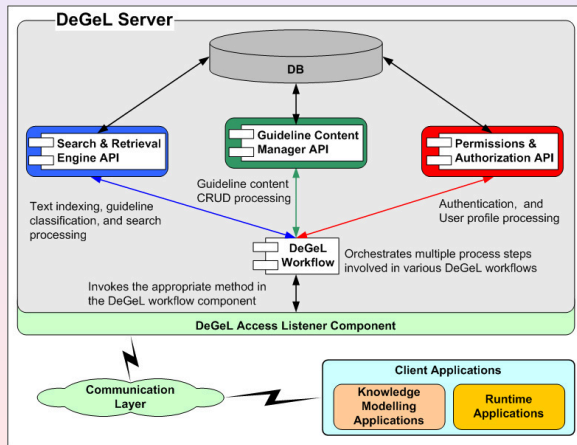 DeGeL Server
DB
Search & Retrieval
Engine API
Guideline Content
Manager API
Permissions &
Authorization API
Text indexing, guideline
classification, and search
processing
Guideline content
CRUD processing
Authentication, and
User profile processing
DeGeL
Workflow
Orchestrates multiple process steps
involved in various DeGeL workflows
Invokes the appropriate method in
the DeGeL workflow component
DeGeL Access Listener Component
Communication
Layer
Client Applications
Knowledge
Modelling
Applications
Runtime
Applications